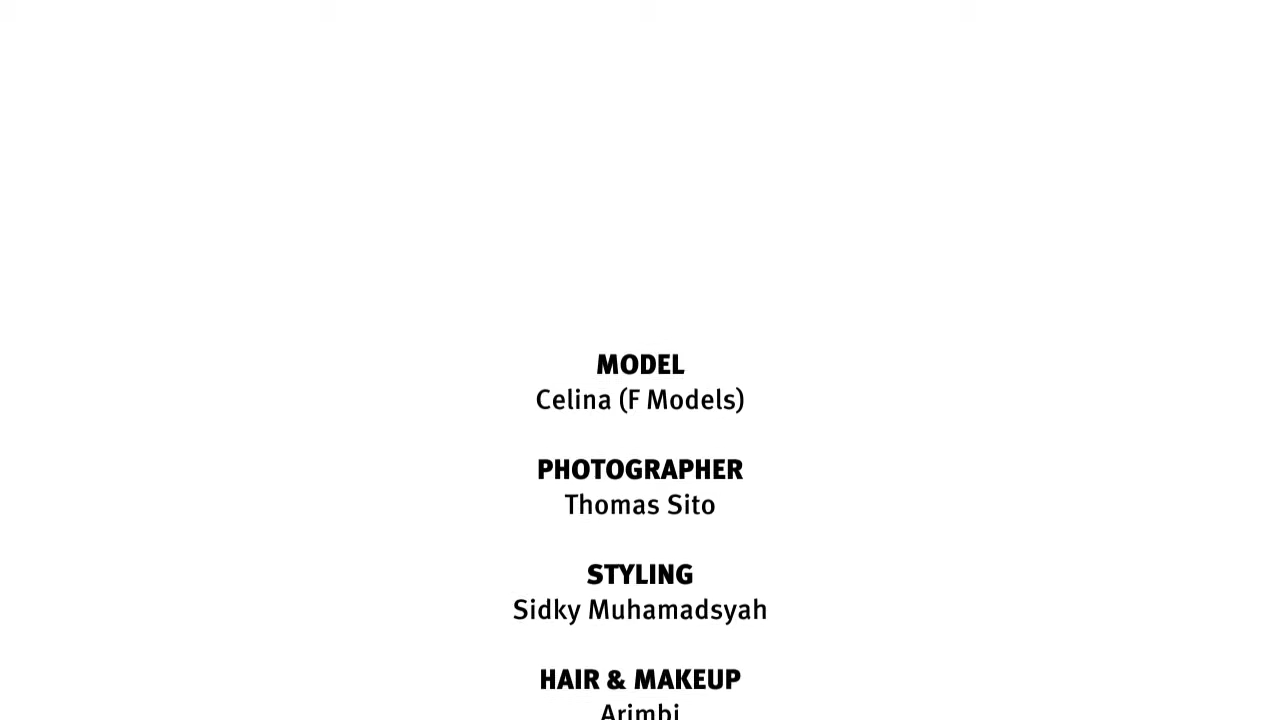 MODEL
Celina (F Models)
PHOTOGRAPHER
Thomas Sito
STYLING
Sidky Muhamadsyah
HAIR & MAKEUP
Arimbi